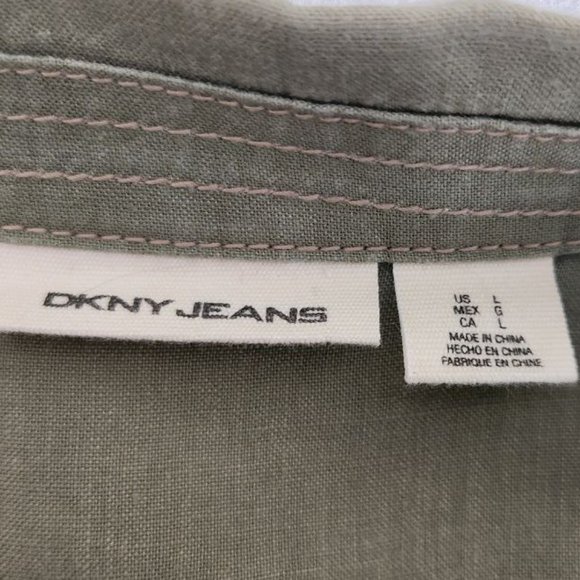 DKNY JEANS
US L
MEX G
CA L
MADE IN CHINA
HECHO EN CHINA
FABRIQUE EN CHINE